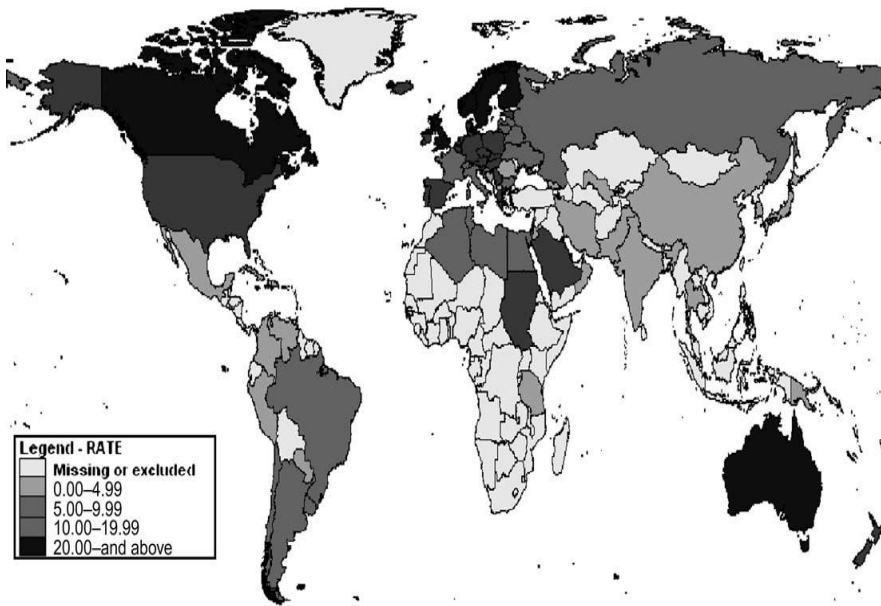 Legend - RATE
Missing or excluded
0.00–4.99
5.00–9.99
10.00–19.99
20.00–and above